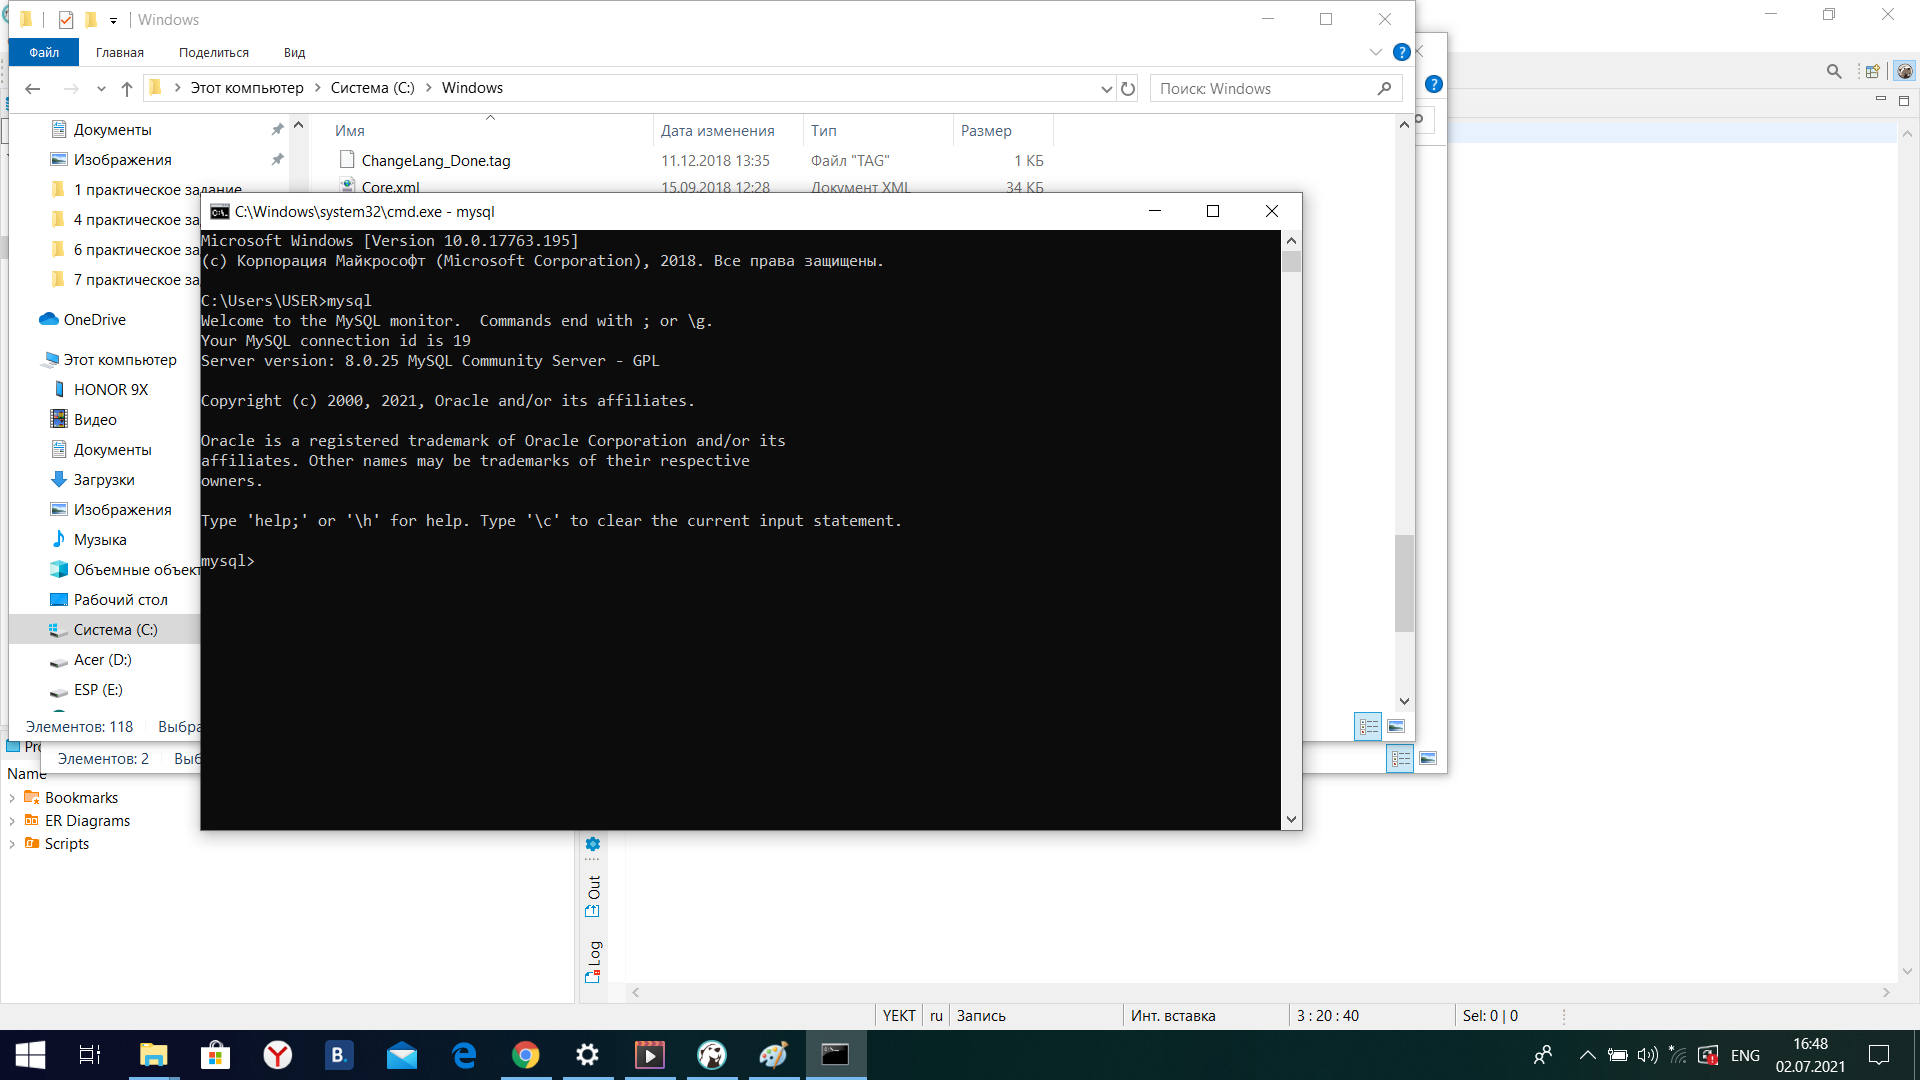 Windows
Файл
Главная
Поделиться
Вид
Этот компьютер
Система (C:)
Windows
Поиск: Windows
Имя
Дата изменения
Тип
Размер
ChangeLang_Done.tag
11.12.2018 13:35
Файл "TAG"
1 КБ
Core.xml
15.09.2018 12:28
Документ XML
34 КБ
Документы
Изображения
1 практическое задание
4 практическое за
6 практическое за
7 практическое за
OneDrive
Этот компьютер
HONOR 9X
Видео
Документы
Загрузки
Изображения
Музыка
Объемные объект
Рабочий стол
Система (C:)
Acer (D:)
ESP (E:)
Элементов: 118
Выбра
C:\Windows\system32\cmd.exe - mysql
Microsoft Windows [Version 10.0.17763.195]
(c) Корпорация Майкрософт (Microsoft Corporation), 2018. Все права защищены.
C:\Users\USER>mysql
Welcome to the MySQL monitor.  Commands end with ; or \g.
Your MySQL connection id is 19
Server version: 8.0.25 MySQL Community Server - GPL
Copyright (c) 2000, 2021, Oracle and/or its affiliates.
Oracle is a registered trademark of Oracle Corporation and/or its
affiliates. Other names may be trademarks of their respective
owners.
Type 'help;' or '\h' for help. Type '\c' to clear the current input statement.
mysql>
Pro
Элементов: 2
Выб
Name
Bookmarks
ER Diagrams
Scripts
Out
Log
YEKT
ru
Запись
Инт. вставка
3 : 20 : 40
Sel: 0 | 0
B.
ENG
16:48
02.07.2021